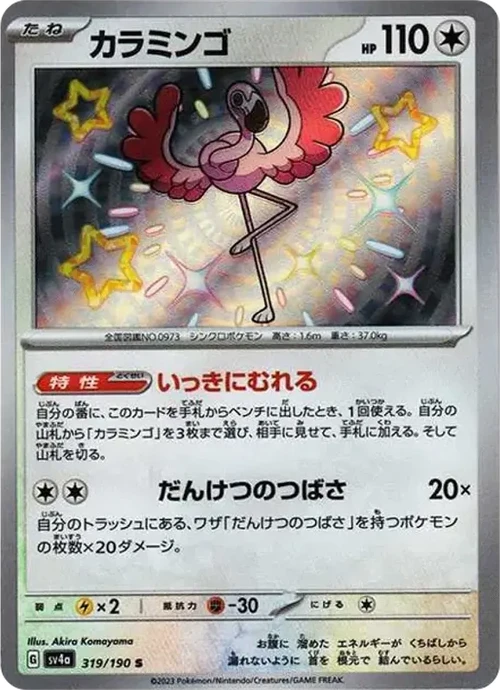 たね カラミンゴ HP 110
全国図鑑NO.0973 シンクロポケモン 高さ:1.6m 重さ:37.0kg
特性 とくせい いっきにむれる
自分の番に、このカードを手札からベンチに出したとき、1回使える。自分の
山札から「カラミンゴ」を3枚まで選び、相手に見せて、手札に加える。そして
山札を切る。
だんけつのつばさ 20×
自分のトラッシュにある、ワザ「だんけつのつばさ」を持つポケモン
の枚数×20ダメージ。
弱点 ×2 抵抗力 -30 にげる
Illus. Akira Komayama
G sv4a 319/190 S
お腹に 溜めた エネルギーが くちばしから
漏れないように 首を 根元で 結んでいるらしい。
©2023 Pokémon/Nintendo/Creatures/GAME FREAK.